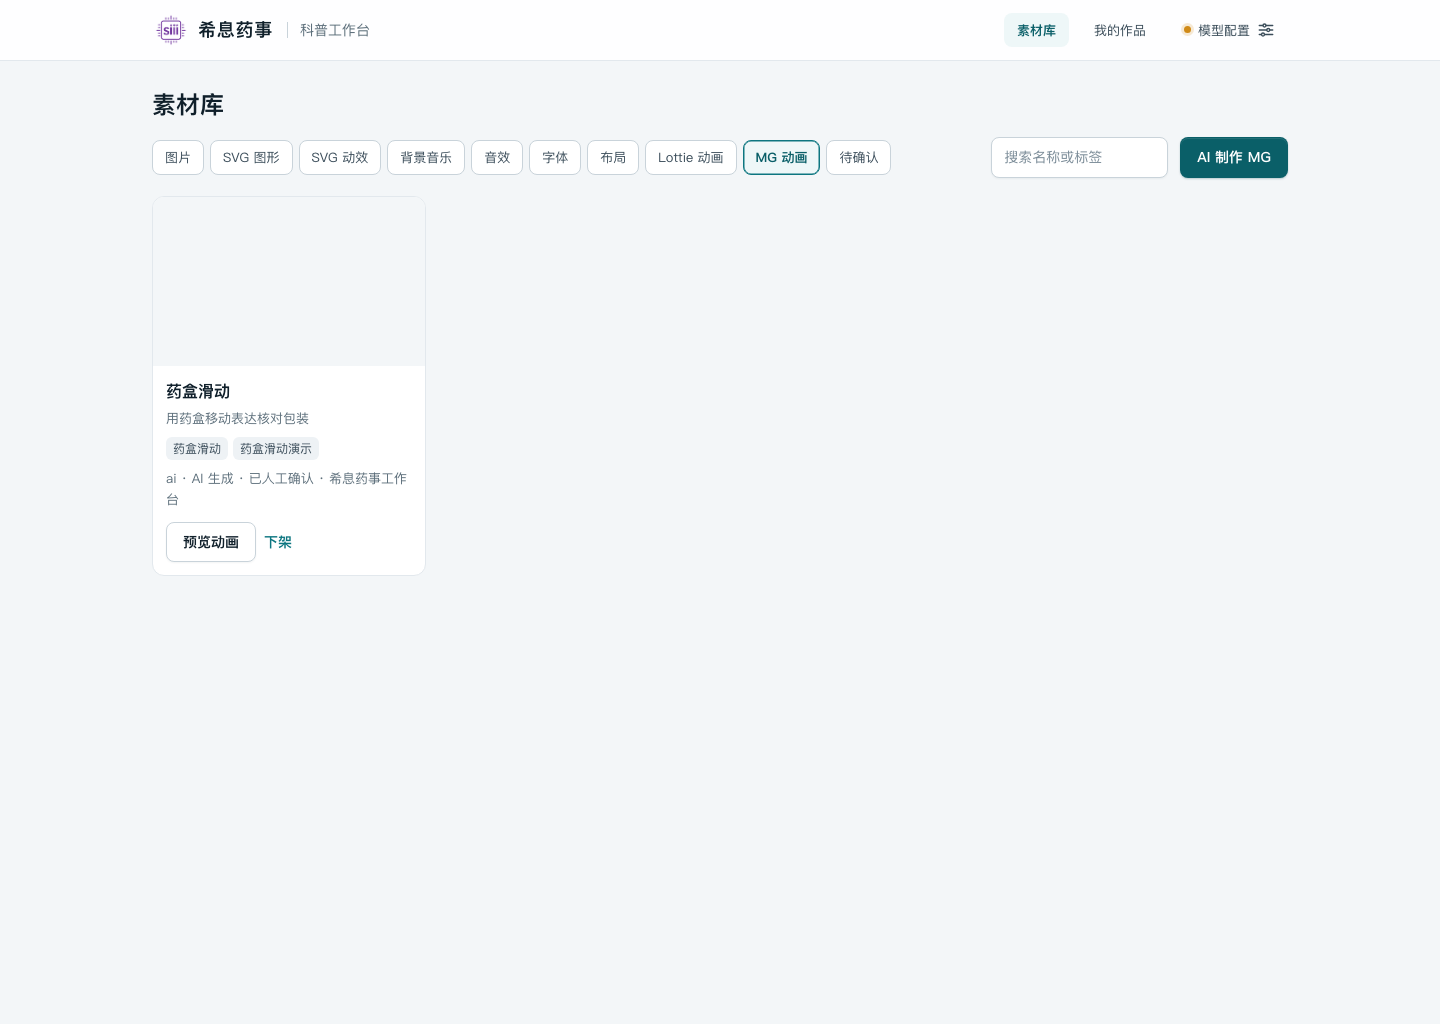 siii 希息药事 科普工作台 素材库 我的作品 模型配置
素材库
图片 SVG 图形 SVG 动效 背景音乐 音效 字体 布局 Lottie 动画 MG 动画 待确认 搜索名称或标签 AI 制作 MG
药盒滑动
用药盒移动表达核对包装
药盒滑动 药盒滑动演示
ai · AI 生成 · 已人工确认 · 希息药事工作
台
预览动画 下架